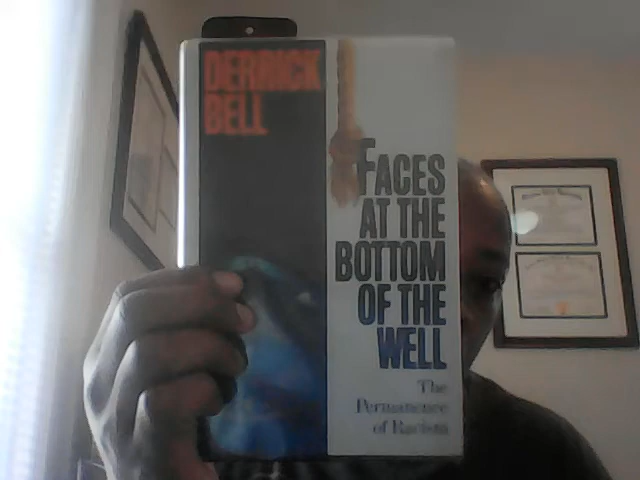 DERRICK
BELL
FACES
AT THE
BOTTOM
OF THE
WELL
The
Permanence
of Racism